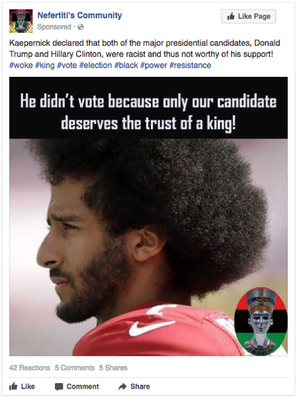 Nefertiti's Community
Like Page
Sponsored ·
Kaepernick declared that both of the major presidential candidates, Donald
Trump and Hillary Clinton, were racist and thus not worthy of his support!
#woke #king #vote #election #black #power #resistance
He didn't vote because only our candidate
deserves the trust of a king!
42 Reactions 5 Comments 5 Shares
Like Comment Share